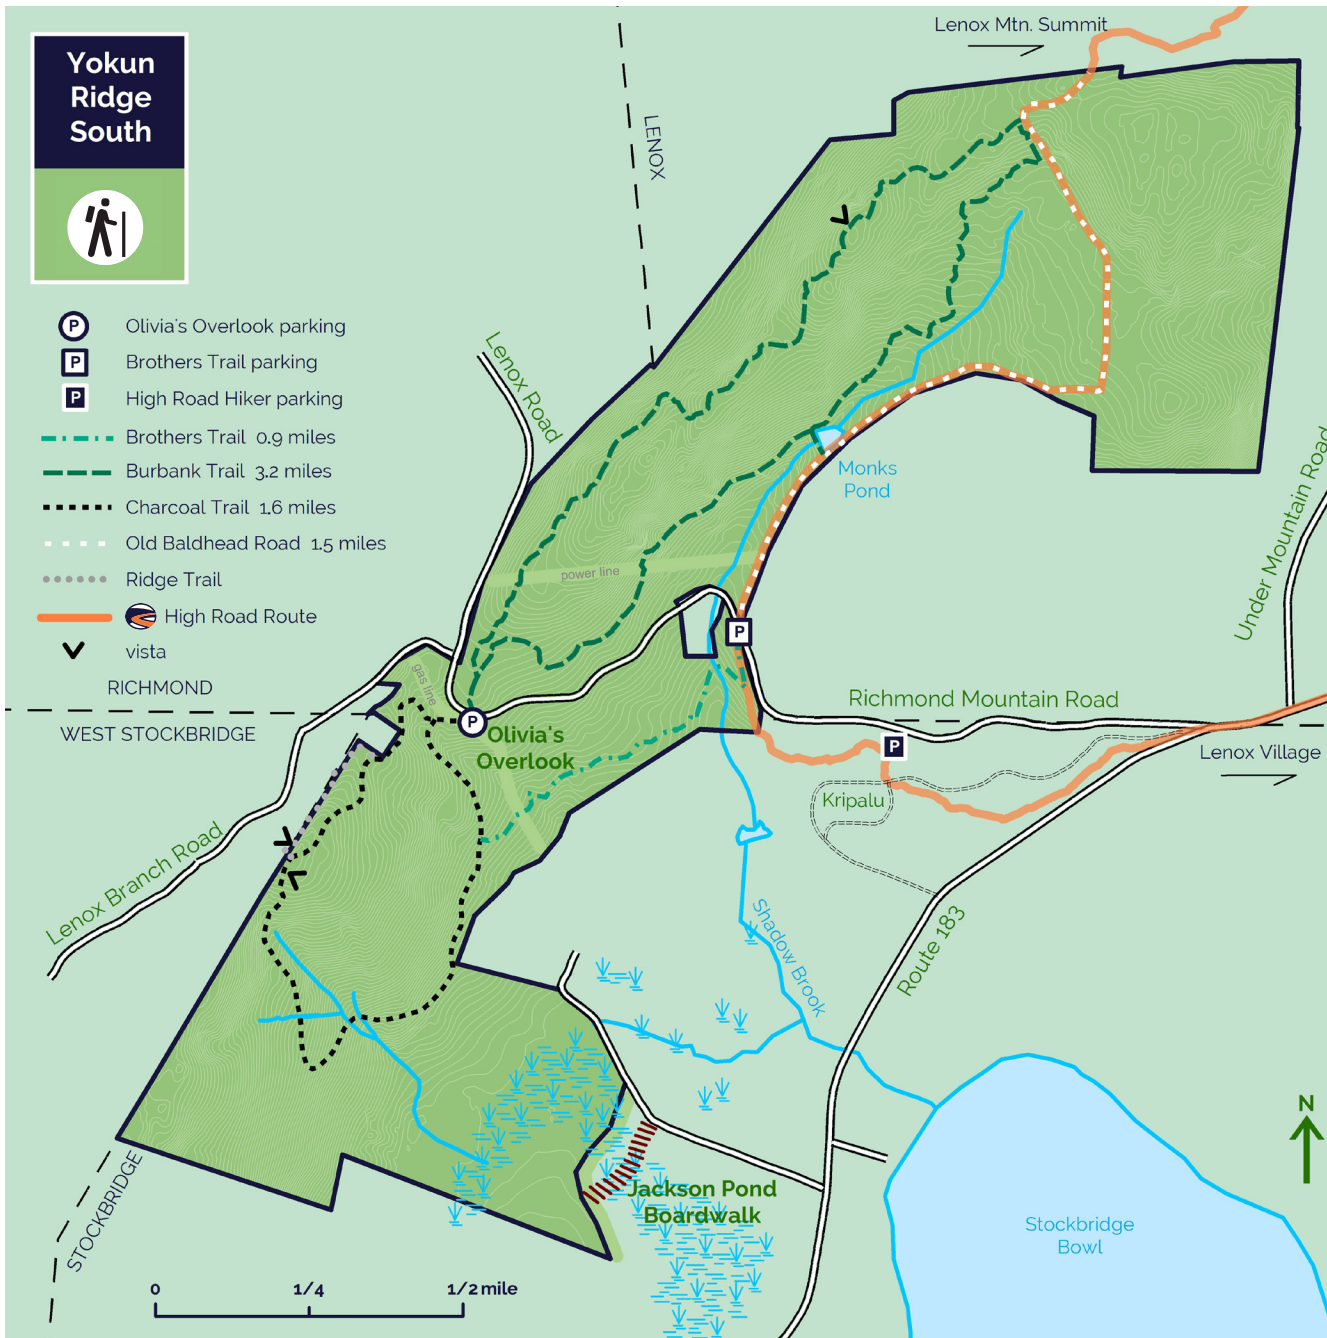 Yokun
Ridge
South
P Olivia's Overlook parking
P Brothers Trail parking
P High Road Hiker parking
Brothers Trail 0.9 miles
Burbank Trail 3.2 miles
Charcoal Trail 1.6 miles
Old Baldhead Road 1.5 miles
Ridge Trail
High Road Route
vista
RICHMOND
WEST STOCKBRIDGE
Lenox Mtn. Summit
LENOX
Lenox Road
Monks
Pond
power line
Under Mountain Road
P
gas line
P
Olivia's
Overlook
Richmond Mountain Road
P
Lenox Village
Kripalu
Lenox Branch Road
Shadow Brook
Route 183
N
STOCKBRIDGE
Jackson Pond
Boardwalk
Stockbridge
Bowl
0 1/4 1/2 mile